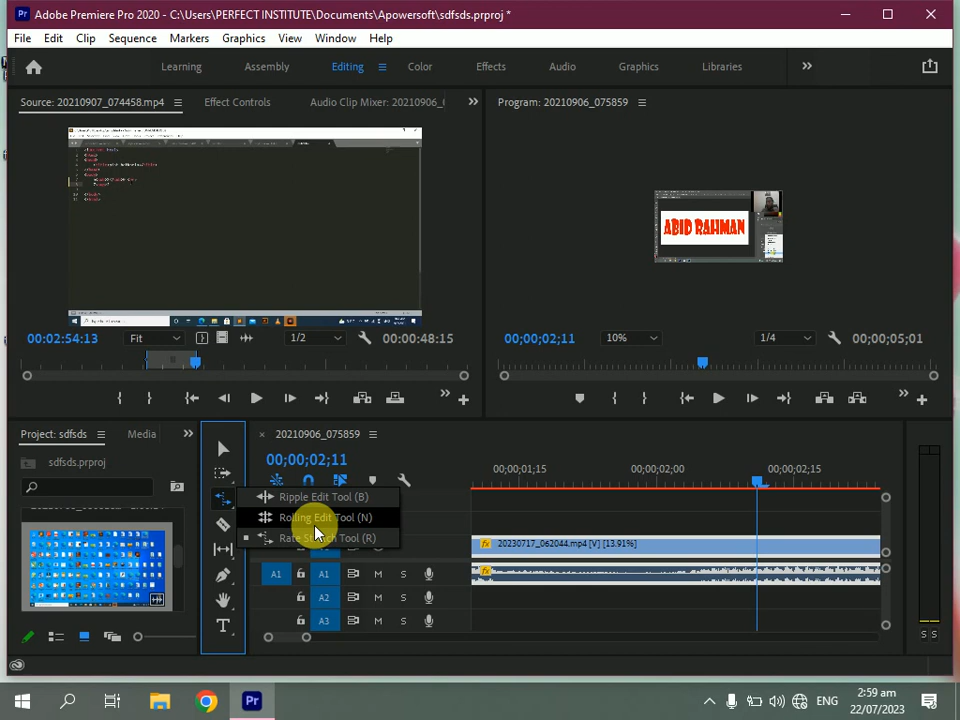 Pr Adobe Premiere Pro 2020 - C:\Users\PERFECT INSTITUTE\Documents\Apowersoft\sdfsds.prproj *
File Edit Clip Sequence Markers Graphics View Window Help
Learning Assembly Editing Color Effects Audio Graphics Libraries
Source: 20210907_074458.mp4 Effect Controls Audio Clip Mixer: 20210906_0
Program: 20210906_075859
ABID RAHMAN
00:02:54:13 Fit 1/2 00:00:48:15
00;00;02;11 10% 1/4 00;00;05;01
Project: sdfsds Media
sdfsds.prproj
20210906_075859
00;00;02;11
00;00;01;15 00;00;02;00 00;00;02;15
Ripple Edit Tool (B)
Rolling Edit Tool (N)
Rate Stretch Tool (R)
fx 20230717_062044.mp4 [V] [13.91%]
A1 A1 M S fx
A2 M S
A3 M S
T
S S
Pr ENG 2:59 am
22/07/2023